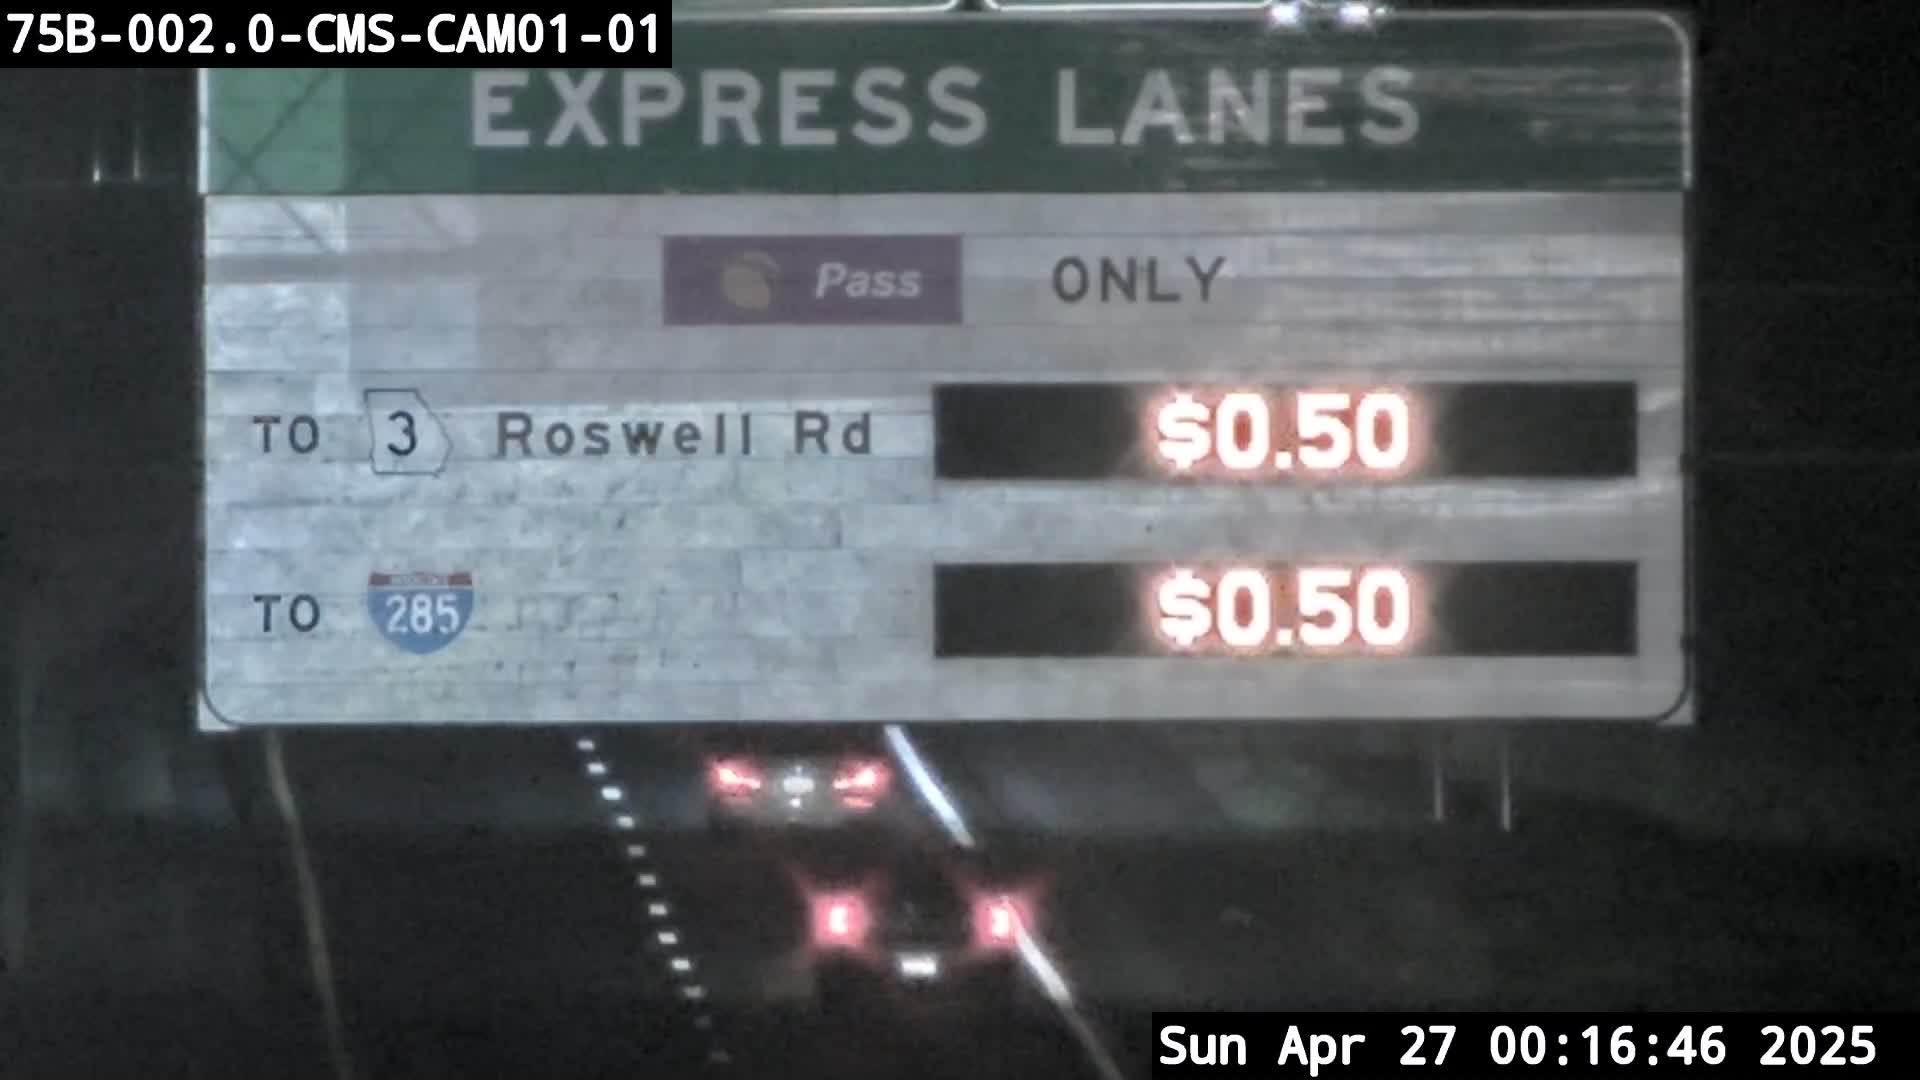 75B-002.0-CMS-CAM01-01
EXPRESS LANES
Pass ONLY
TO 3 Roswell Rd $0.50
TO 285 $0.50
Sun Apr 27 00:16:46 2025